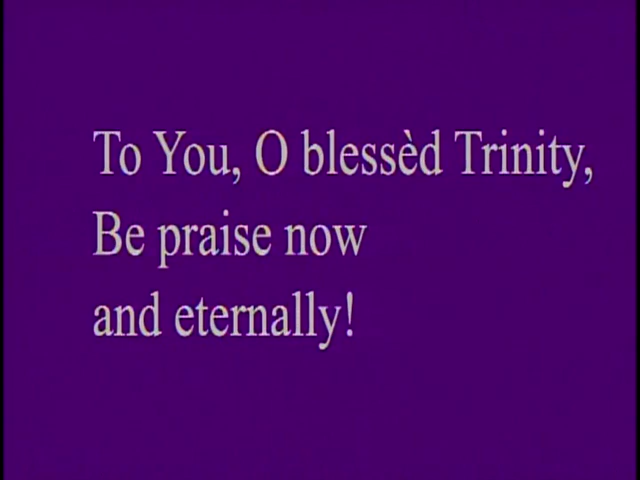 To You, O blessèd Trinity,
Be praise now
and eternally!